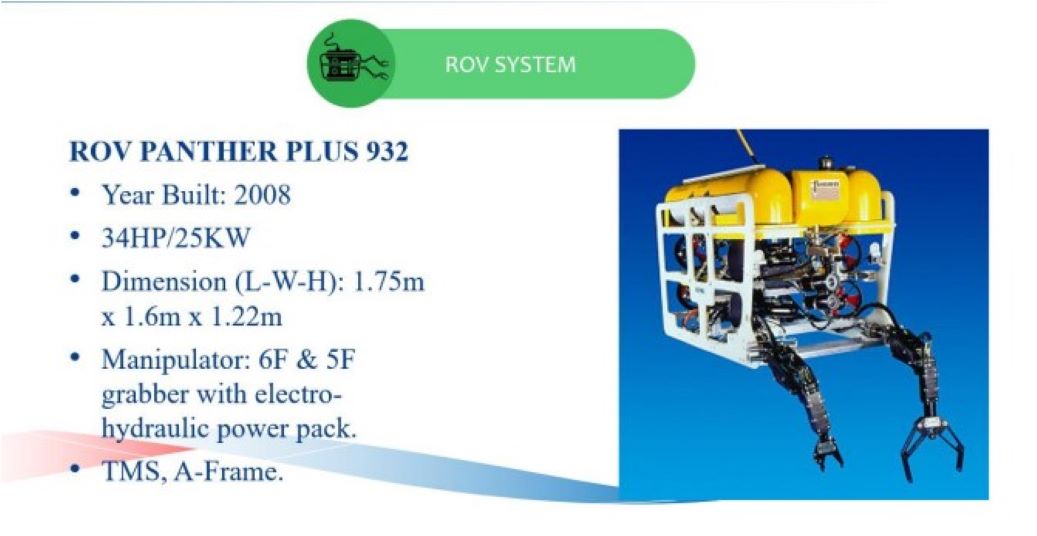 ROV SYSTEM
ROV PANTHER PLUS 932
• Year Built: 2008
• 34HP/25KW
• Dimension (L-W-H): 1.75m
x 1.6m x 1.22m
• Manipulator: 6F & 5F
grabber with electro-
hydraulic power pack.
• TMS, A-Frame.